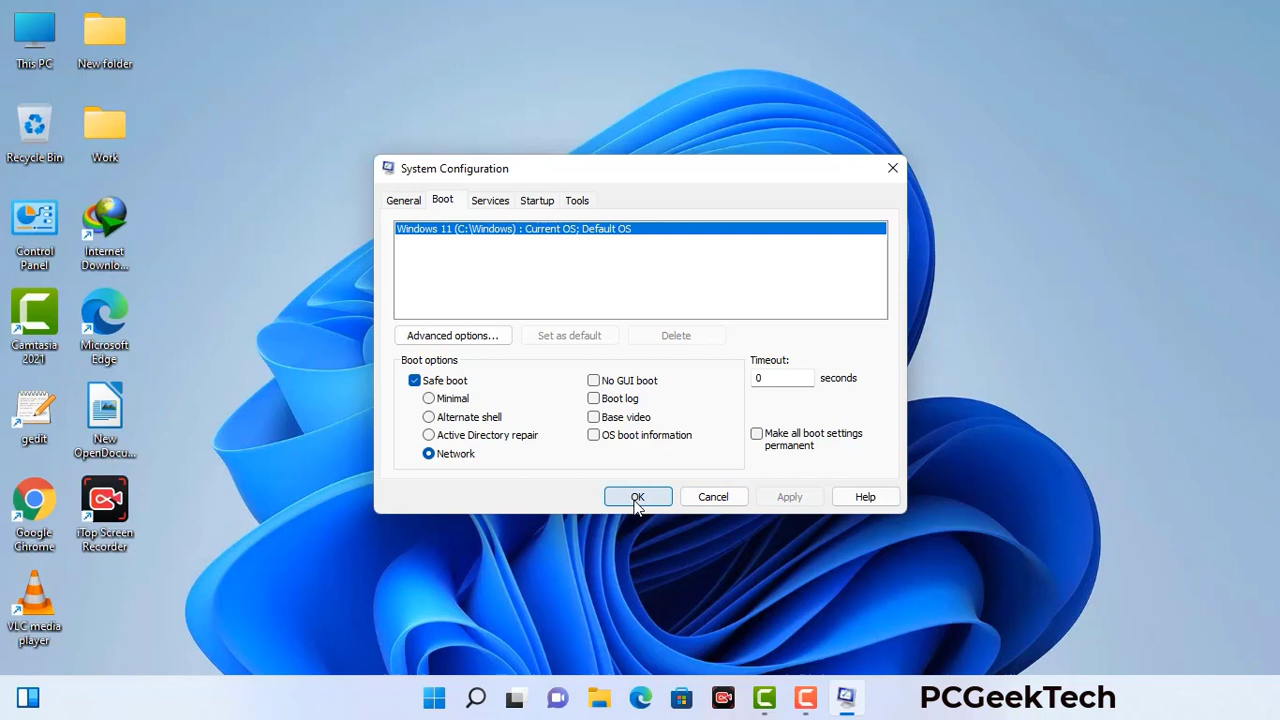 This PC
New folder
Recycle Bin
Work
Control
Panel
Internet
Downlo...
Camtasia
2021
Microsoft
Edge
gedit
New
OpenDocu...
Google
Chrome
iTop Screen
Recorder
VLC media
player
System Configuration
General
Boot
Services
Startup
Tools
Windows 11 (C:\Windows) : Current OS; Default OS
Advanced options...
Set as default
Delete
Boot options
Safe boot
Minimal
Alternate shell
Active Directory repair
Network
No GUI boot
Boot log
Base video
OS boot information
Timeout:
0 seconds
Make all boot settings
permanent
OK
Cancel
Apply
Help
PCGeekTech